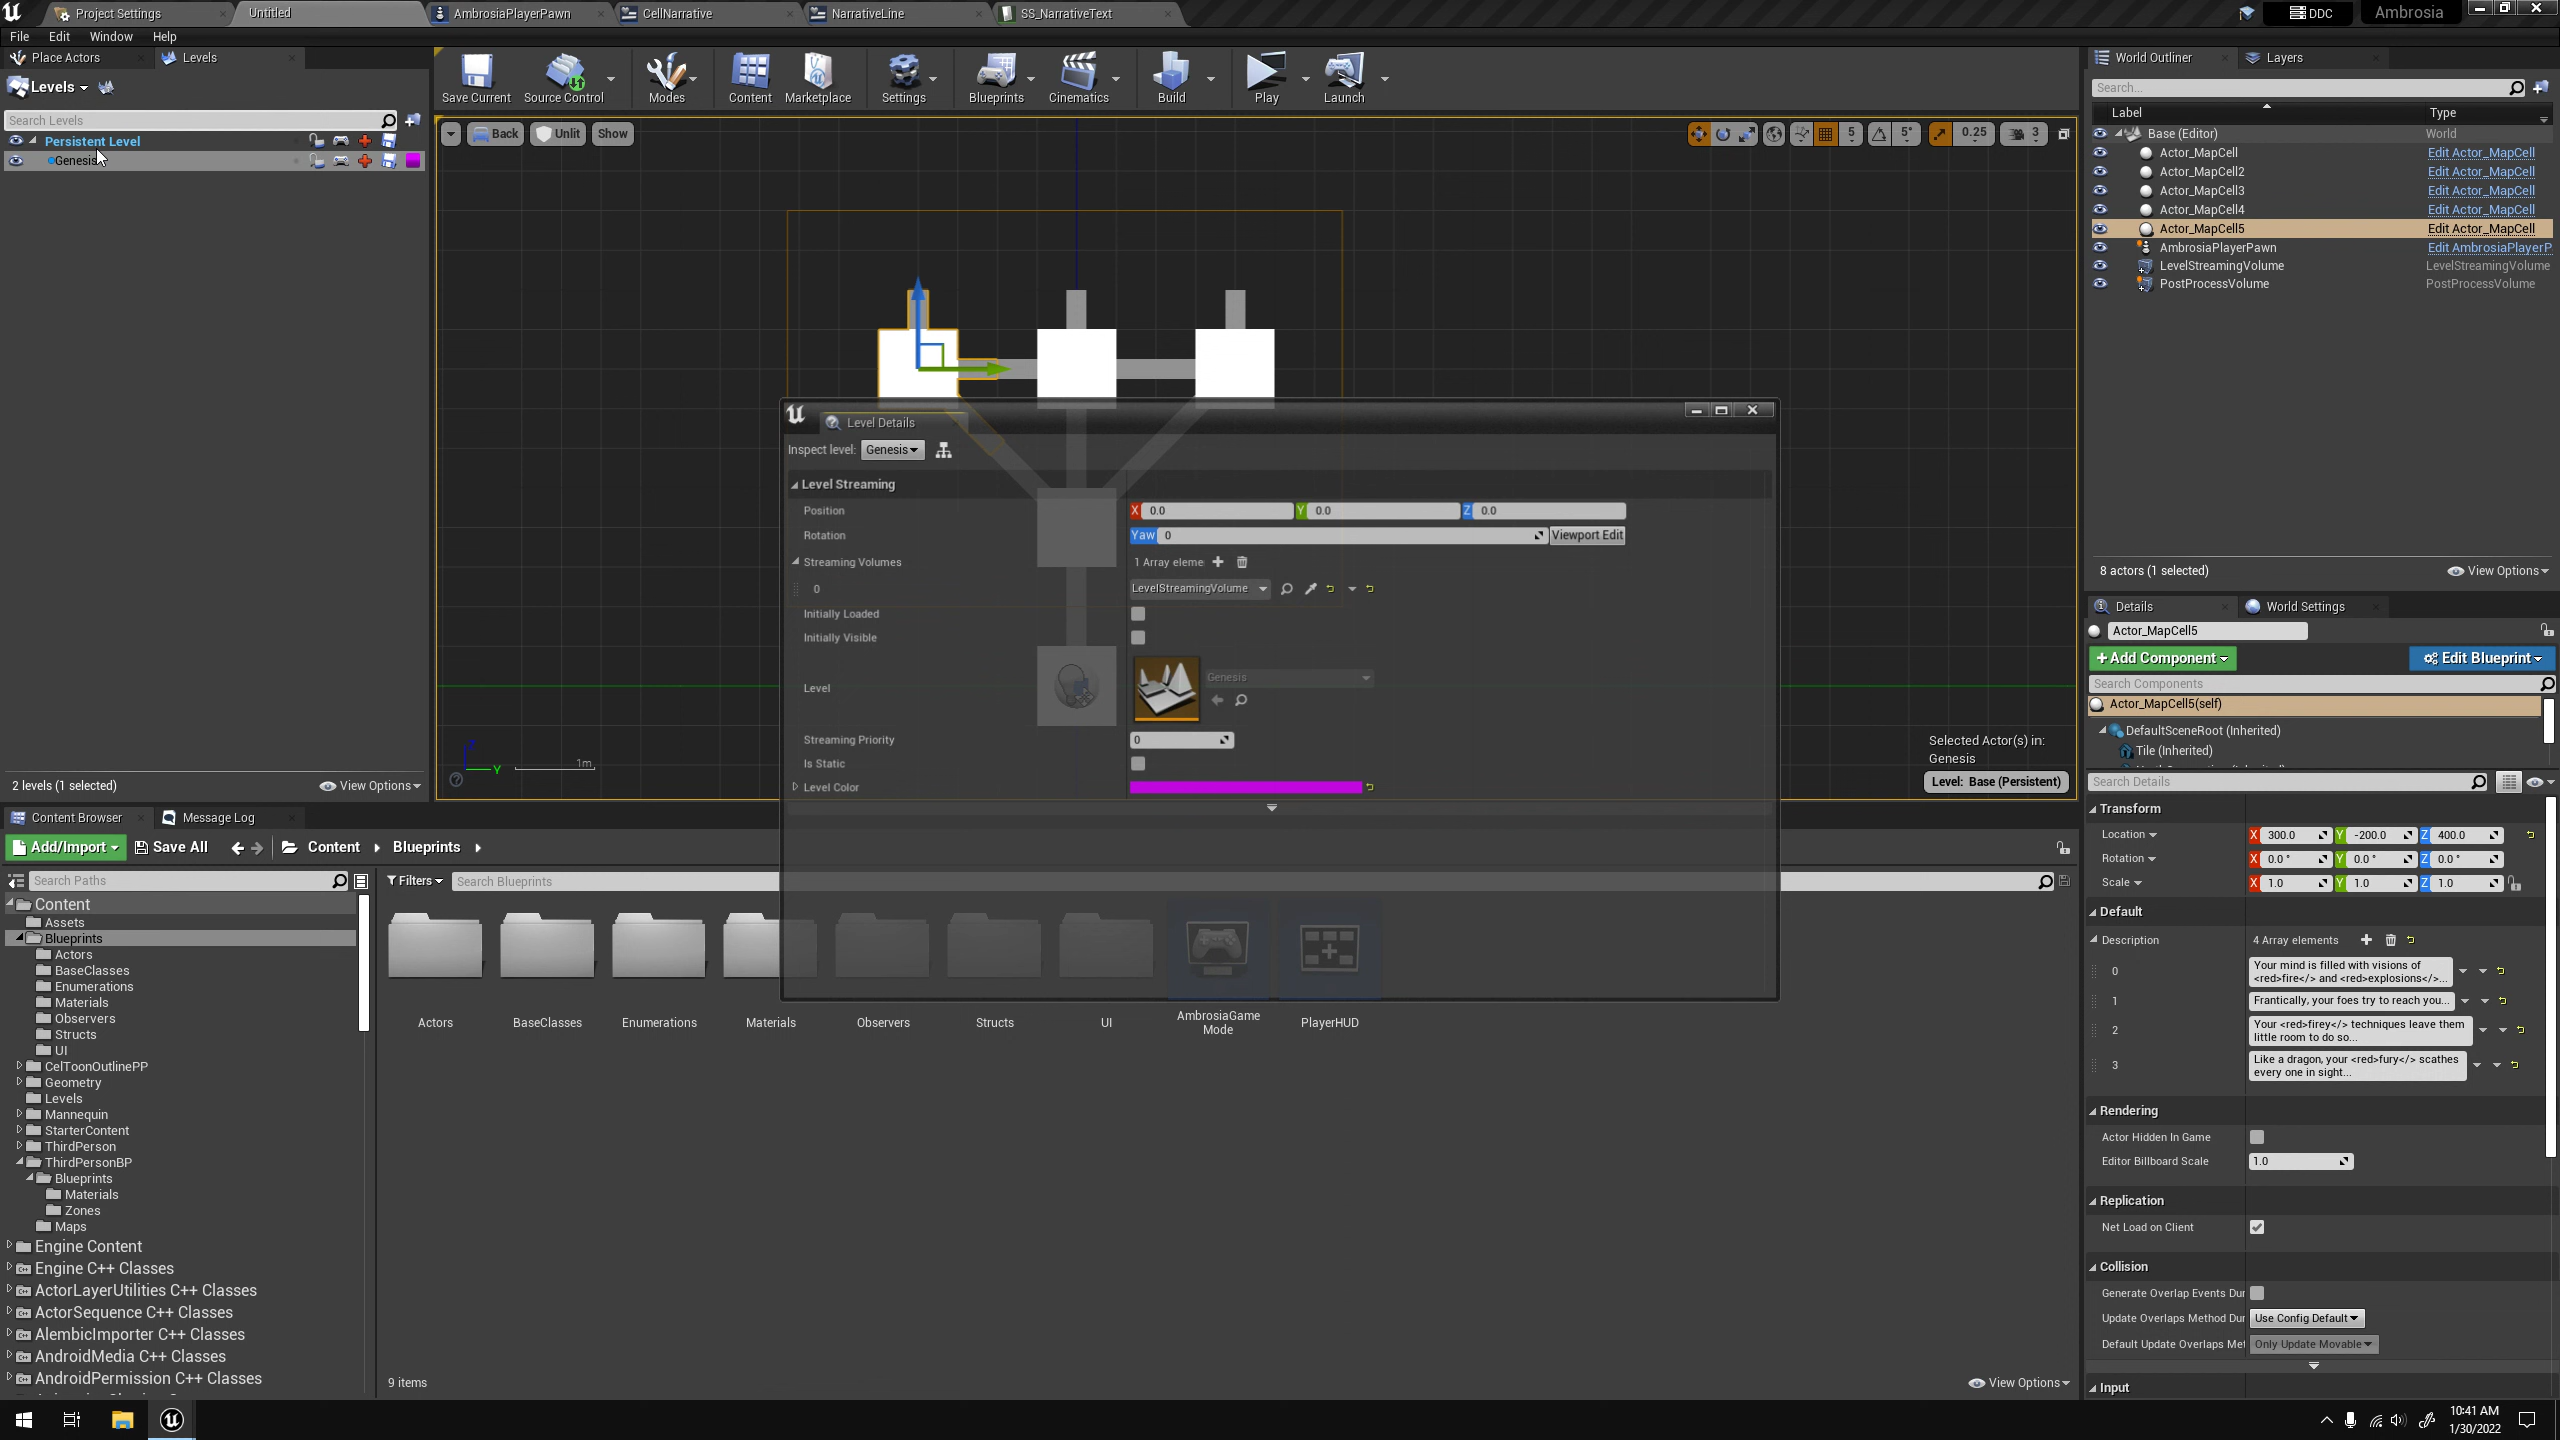 Project Settings
Untitled
AmbrosiaPlayerPawn
CellNarrative
NarrativeLine
SS_NarrativeText
DDC
Ambrosia
File Edit Window Help
Place Actors
Levels
Levels
Search Levels
Persistent Level
Genesis
2 levels (1 selected)
View Options
Save Current
Source Control
Modes
Content
Marketplace
Settings
Blueprints
Cinematics
Build
Play
Launch
Back
Unlit
Show
5
5°
0.25
3
Y
1m
Selected Actor(s) in:
Genesis
Level: Base (Persistent)
Level Details
Inspect level: Genesis
Level Streaming
Position X 0.0 Y 0.0 Z 0.0
Rotation Yaw 0 Viewport Edit
Streaming Volumes 1 Array eleme
0 LevelStreamingVolume
Initially Loaded
Initially Visible
Level Genesis
Streaming Priority 0
Is Static
Level Color
World Outliner
Layers
Search...
Label Type
Base (Editor) World
Actor_MapCell Edit Actor_MapCell
Actor_MapCell2 Edit Actor_MapCell
Actor_MapCell3 Edit Actor_MapCell
Actor_MapCell4 Edit Actor_MapCell
Actor_MapCell5 Edit Actor_MapCell
AmbrosiaPlayerPawn Edit AmbrosiaPlayerP
LevelStreamingVolume LevelStreamingVolume
PostProcessVolume PostProcessVolume
8 actors (1 selected)
View Options
Details
World Settings
Actor_MapCell5
+Add Component
Edit Blueprint
Search Components
Actor_MapCell5(self)
DefaultSceneRoot (Inherited)
Tile (Inherited)
Search Details
Transform
Location X 300.0 Y -200.0 Z 400.0
Rotation X 0.0 ° Y 0.0 ° Z 0.0 °
Scale X 1.0 Y 1.0 Z 1.0
Default
Description 4 Array elements
0 Your mind is filled with visions of
<red>fire</> and <red>explosions</>...
1 Frantically, your foes try to reach you...
2 Your <red>firey</> techniques leave them
little room to do so...
3 Like a dragon, your <red>fury</> scathes
every one in sight...
Rendering
Actor Hidden In Game
Editor Billboard Scale 1.0
Replication
Net Load on Client
Collision
Generate Overlap Events Dur
Update Overlaps Method Dur Use Config Default
Default Update Overlaps Met Only Update Movable
Input
Content Browser
Message Log
Add/Import
Save All
Content
Blueprints
Search Paths
Filters
Search Blueprints
Content
Assets
Blueprints
Actors
BaseClasses
Enumerations
Materials
Observers
Structs
UI
CelToonOutlinePP
Geometry
Levels
Mannequin
StarterContent
ThirdPerson
ThirdPersonBP
Blueprints
Materials
Zones
Maps
Engine Content
Engine C++ Classes
ActorLayerUtilities C++ Classes
ActorSequence C++ Classes
AlembicImporter C++ Classes
AndroidMedia C++ Classes
AndroidPermission C++ Classes
Actors
BaseClasses
Enumerations
Materials
Observers
Structs
UI
AmbrosiaGame
Mode
PlayerHUD
9 items
View Options
10:41 AM
1/30/2022